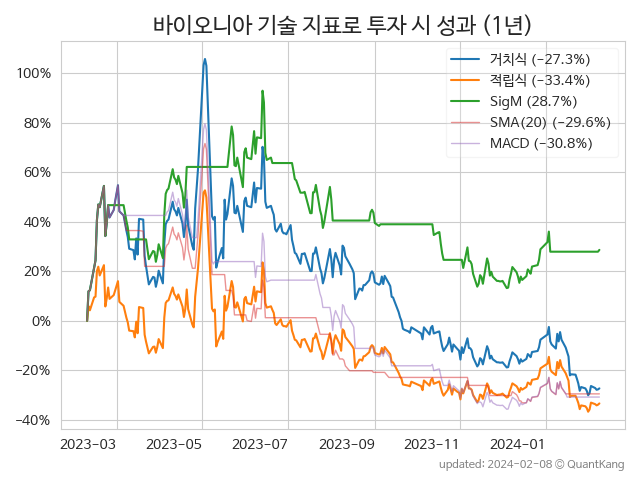 바이오니아 기술 지표로 투자 시 성과 (1년)
거치식 (−27.3%)
적립식 (−33.4%)
SigM (28.7%)
SMA(20) (−29.6%)
MACD (−30.8%)
100%
80%
60%
40%
20%
0%
−20%
−40%
2023-03 2023-05 2023-07 2023-09 2023-11 2024-01
updated: 2024-02-08 © QuantKang